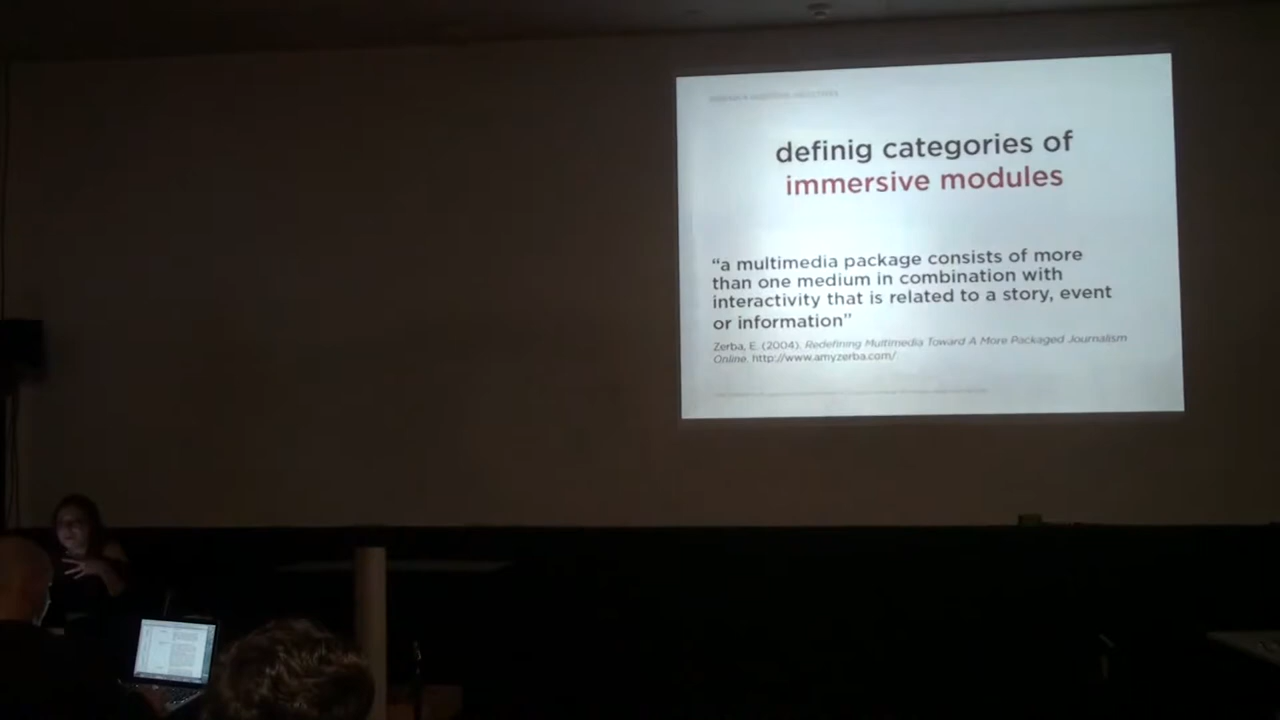 definig categories of
immersive modules
“a multimedia package consists of more
than one medium in combination with
interactivity that is related to a story, event
or information”
Zerba, E. (2004). Redefining Multimedia Toward A More Packaged Journalism
Online. http://www.amyzerba.com/